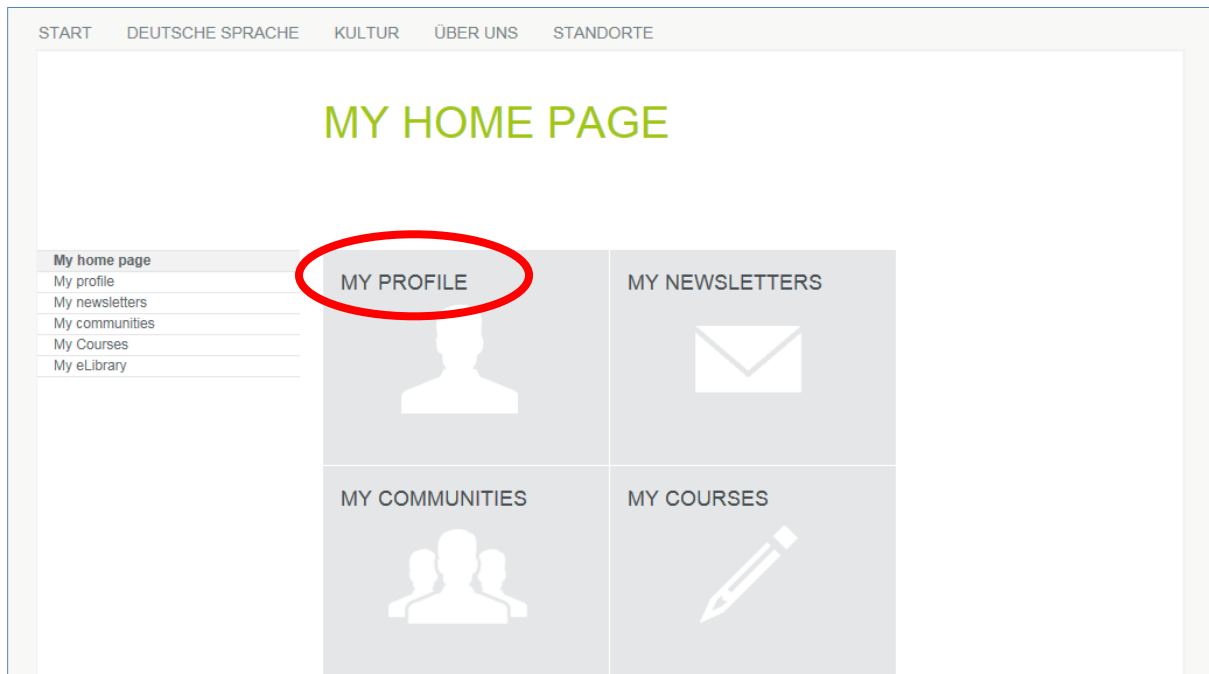 START DEUTSCHE SPRACHE KULTUR ÜBER UNS STANDORTE
MY HOME PAGE
My home page
My profile
My newsletters
My communities
My Courses
My eLibrary
MY PROFILE
MY NEWSLETTERS
MY COMMUNITIES
MY COURSES